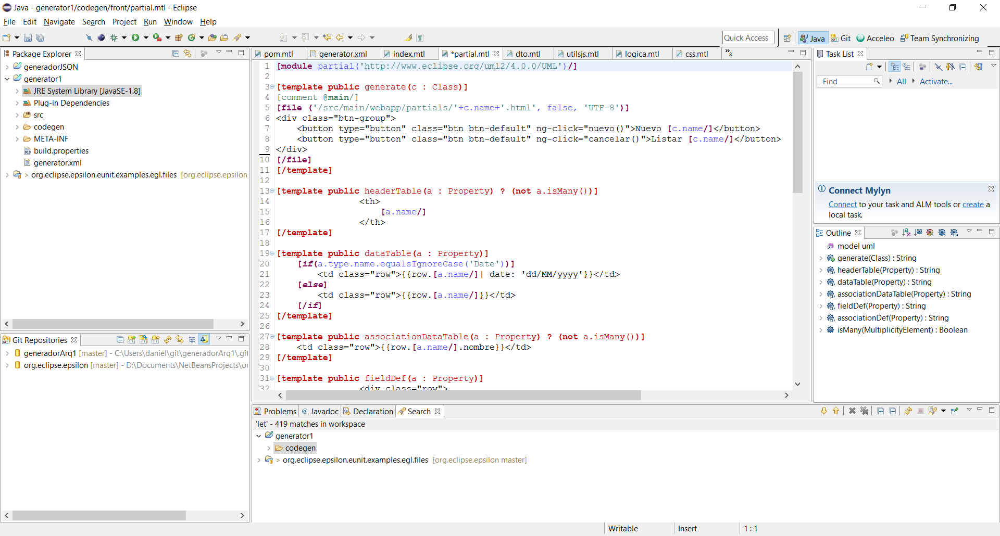 Java - generator1/codegen/front/partial.mtl - Eclipse
File Edit Navigate Search Project Run Window Help
Quick Access Java Git Acceleo Team Synchronizing
Package Explorer
generadorJSON
generator1
JRE System Library [JavaSE-1.8]
Plug-in Dependencies
src
codegen
META-INF
build.properties
generator.xml
> org.eclipse.epsilon.eunit.examples.egl.files [org.eclipse.epsilon
Git Repositories
generadorArq1 [master] - C:\Users\daniel\git\generadorArq1\.git
org.eclipse.epsilon [master] - D:\Documents\NetBeansProjects\or
pom.mtl generator.xml index.mtl *partial.mtl dto.mtl utilsjs.mtl logica.mtl css.mtl »8
1 [module partial('http://www.eclipse.org/uml2/4.0.0/UML')/]
2
3 [template public generate(c : Class)]
4 [comment @main/]
5 [file ('/src/main/webapp/partials/'+c.name+'.html', false, 'UTF-8')]
6 <div class="btn-group">
7 <button type="button" class="btn btn-default" ng-click="nuevo()">Nuevo [c.name/]</button>
8 <button type="button" class="btn btn-default" ng-click="cancelar()">Listar [c.name/]</button>
9 </div>
10 [/file]
11 [/template]
12
13 [template public headerTable(a : Property) ? (not a.isMany())]
14 <th>
15 [a.name/]
16 </th>
17 [/template]
18
19 [template public dataTable(a : Property)]
20 [if(a.type.name.equalsIgnoreCase('Date'))]
21 <td class="row">{{row.[a.name/]| date: 'dd/MM/yyyy'}}</td>
22 [else]
23 <td class="row">{{row.[a.name/]}}</td>
24 [/if]
25 [/template]
26
27 [template public associationDataTable(a : Property) ? (not a.isMany())]
28 <td class="row">{{row.[a.name/].nombre}}</td>
29 [/template]
30
31 [template public fieldDef(a : Property)]
32 <div class="row">
Task List
Find All Activate...
Connect Mylyn
Connect to your task and ALM tools or create a
local task.
Outline
model uml
generate(Class) : String
headerTable(Property) : String
dataTable(Property) : String
associationDataTable(Property) : String
fieldDef(Property) : String
associationDef(Property) : String
isMany(MultiplicityElement) : Boolean
Problems @ Javadoc Declaration Search
'let' - 419 matches in workspace
generator1
codegen
> org.eclipse.epsilon.eunit.examples.egl.files [org.eclipse.epsilon master]
Writable Insert 1 : 1